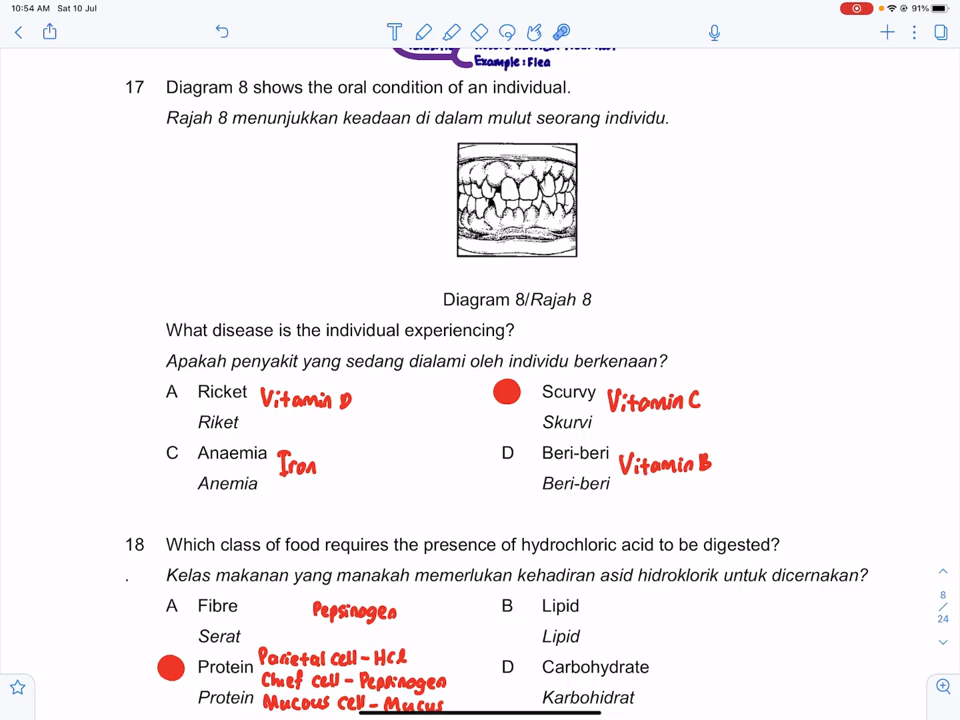 10:54 AM Sat 10 Jul
91%
Example: Flea
17 Diagram 8 shows the oral condition of an individual.
Rajah 8 menunjukkan keadaan di dalam mulut seorang individu.
Diagram 8/Rajah 8
What disease is the individual experiencing?
Apakah penyakit yang sedang dialami oleh individu berkenaan?
A Ricket Vitamin D Scurvy Vitamin C
Riket Skurvi
C Anaemia Iron D Beri-beri Vitamin B
Anemia Beri-beri
18 Which class of food requires the presence of hydrochloric acid to be digested?
. Kelas makanan yang manakah memerlukan kehadiran asid hidroklorik untuk dicernakan?
A Fibre Pepsinogen B Lipid
Serat Lipid
Protein Parietal cell - HCl D Carbohydrate
Chief cell - Pepsinogen
Protein Mucous cell - Mucus Karbohidrat
8
/
24